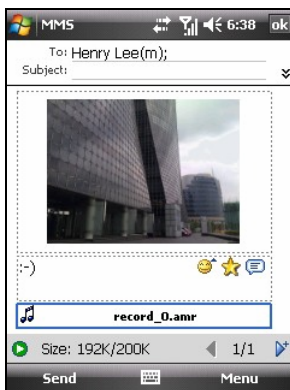 MMS 6:38 ok
To: Henry Lee(m);
Subject:
:-)
record_0.amr
Size: 192K/200K 1/1
Send Menu